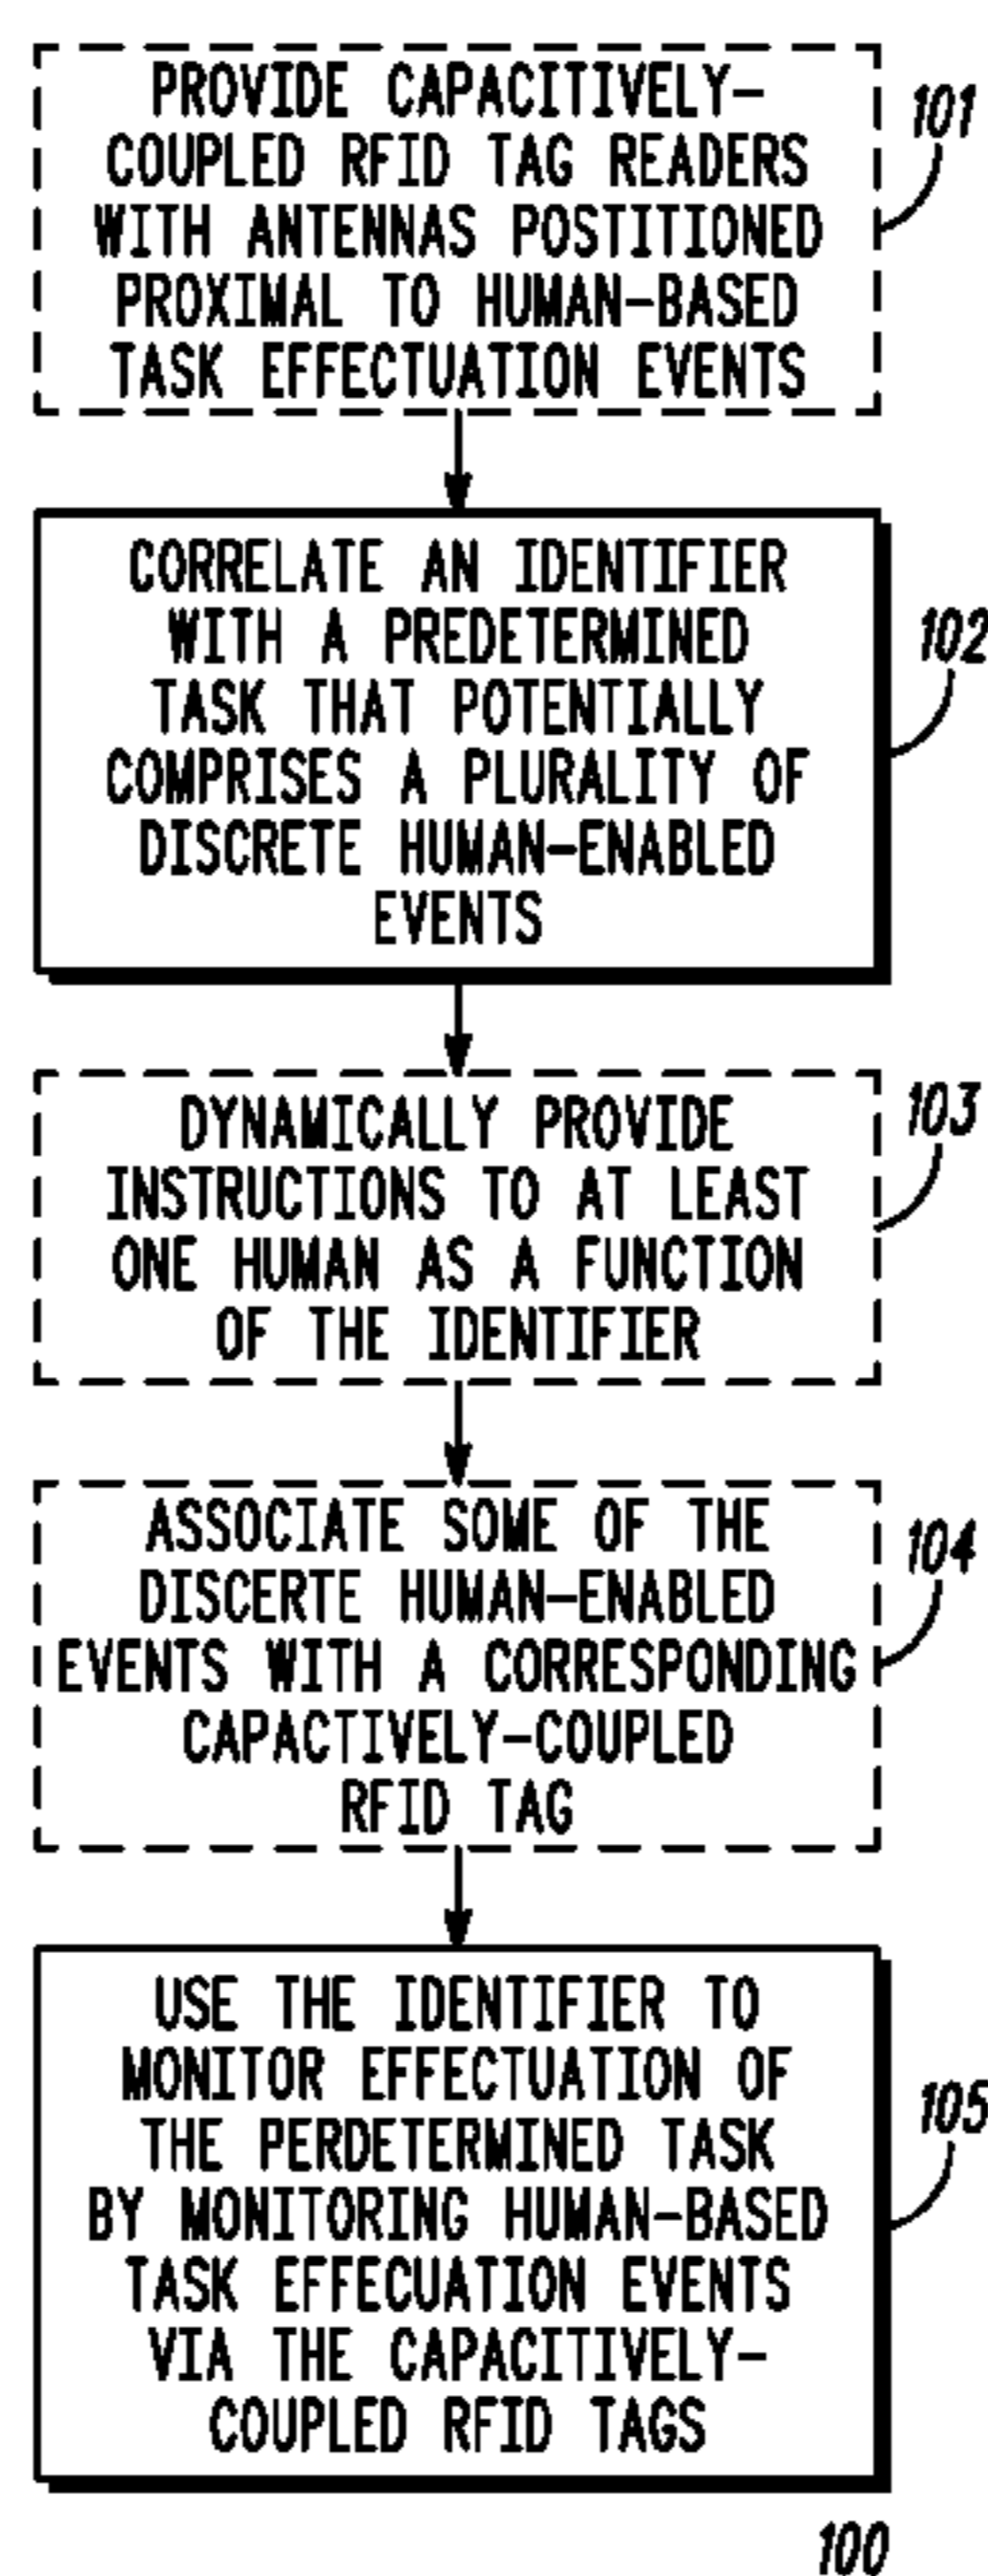 PROVIDE CAPACITIVELY-
COUPLED RFID TAG READERS
WITH ANTENNAS POSTITIONED
PROXIMAL TO HUMAN-BASED
TASK EFFECTUATION EVENTS
101
CORRELATE AN IDENTIFIER
WITH A PREDETERMINED
TASK THAT POTENTIALLY
COMPRISES A PLURALITY OF
DISCRETE HUMAN-ENABLED
EVENTS
102
DYNAMICALLY PROVIDE
INSTRUCTIONS TO AT LEAST
ONE HUMAN AS A FUNCTION
OF THE IDENTIFIER
103
ASSOCIATE SOME OF THE
DISCERTE HUMAN-ENABLED
EVENTS WITH A CORRESPONDING
CAPACTIVELY-COUPLED
RFID TAG
104
USE THE IDENTIFIER TO
MONITOR EFFECTUATION OF
THE PERDETERMINED TASK
BY MONITORING HUMAN-BASED
TASK EFFECUATION EVENTS
VIA THE CAPACITIVELY-
COUPLED RFID TAGS
105
100